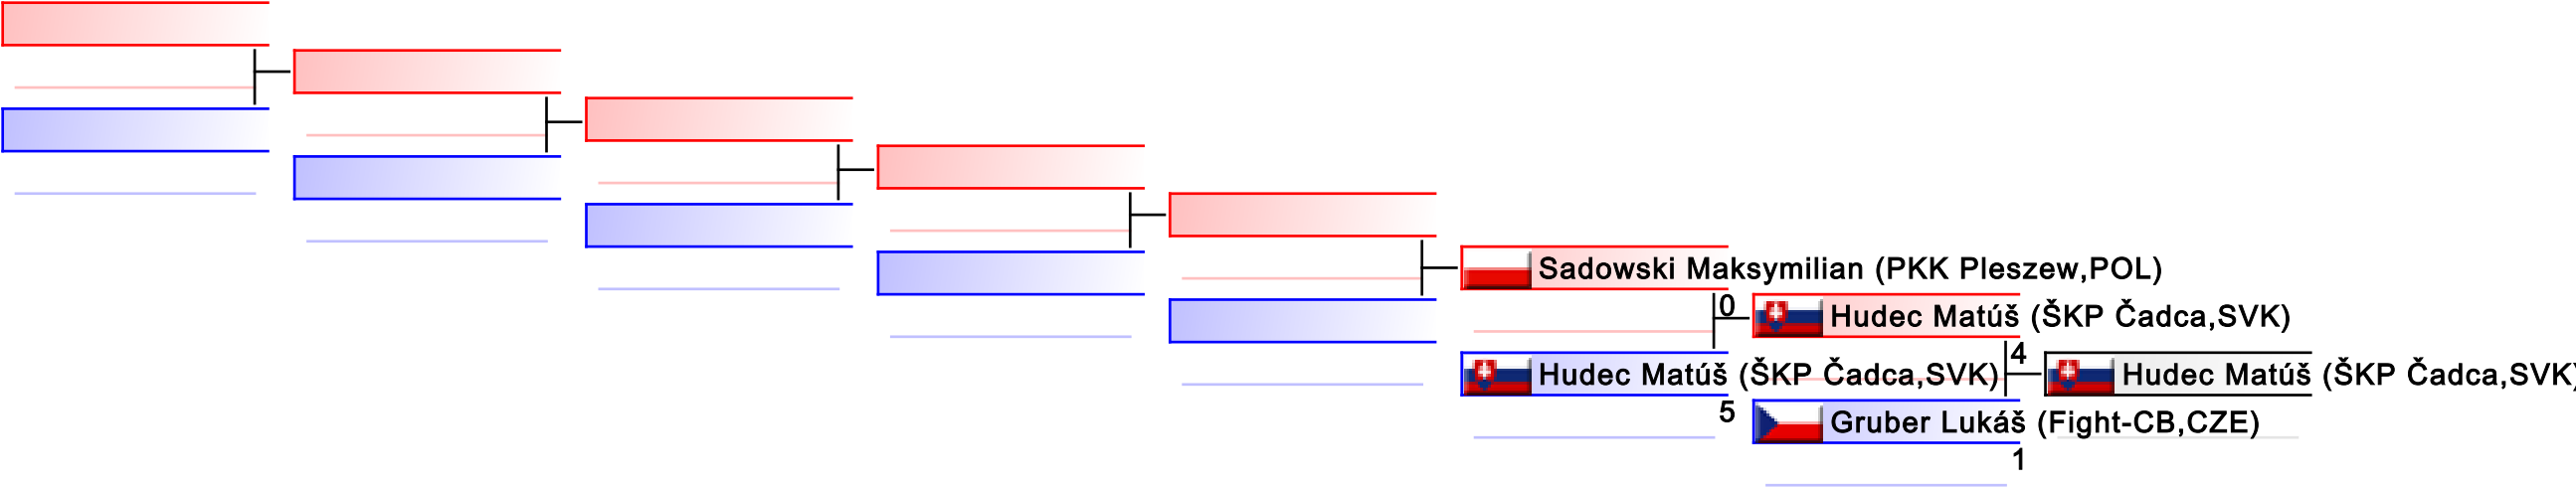 Sadowski Maksymilian (PKK Pleszew,POL)
0
Hudec Matúš (ŠKP Čadca,SVK)
Hudec Matúš (ŠKP Čadca,SVK)
5
4
Hudec Matúš (ŠKP Čadca,SVK)
Gruber Lukáš (Fight-CB,CZE)
1